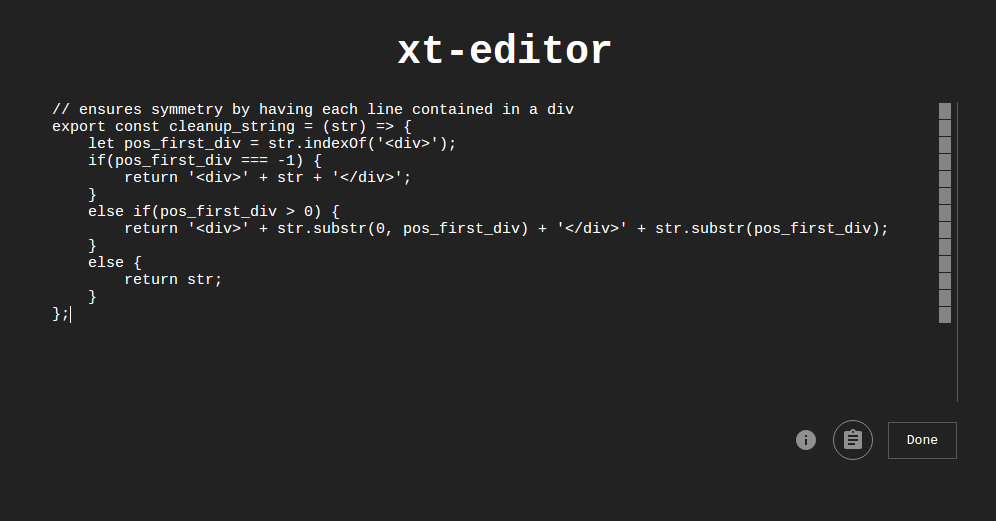 xt-editor
// ensures symmetry by having each line contained in a div
export const cleanup_string = (str) => {
    let pos_first_div = str.indexOf('<div>');
    if(pos_first_div === -1) {
        return '<div>' + str + '</div>';
    }
    else if(pos_first_div > 0) {
        return '<div>' + str.substr(0, pos_first_div) + '</div>' + str.substr(pos_first_div);
    }
    else {
        return str;
    }
};
Done